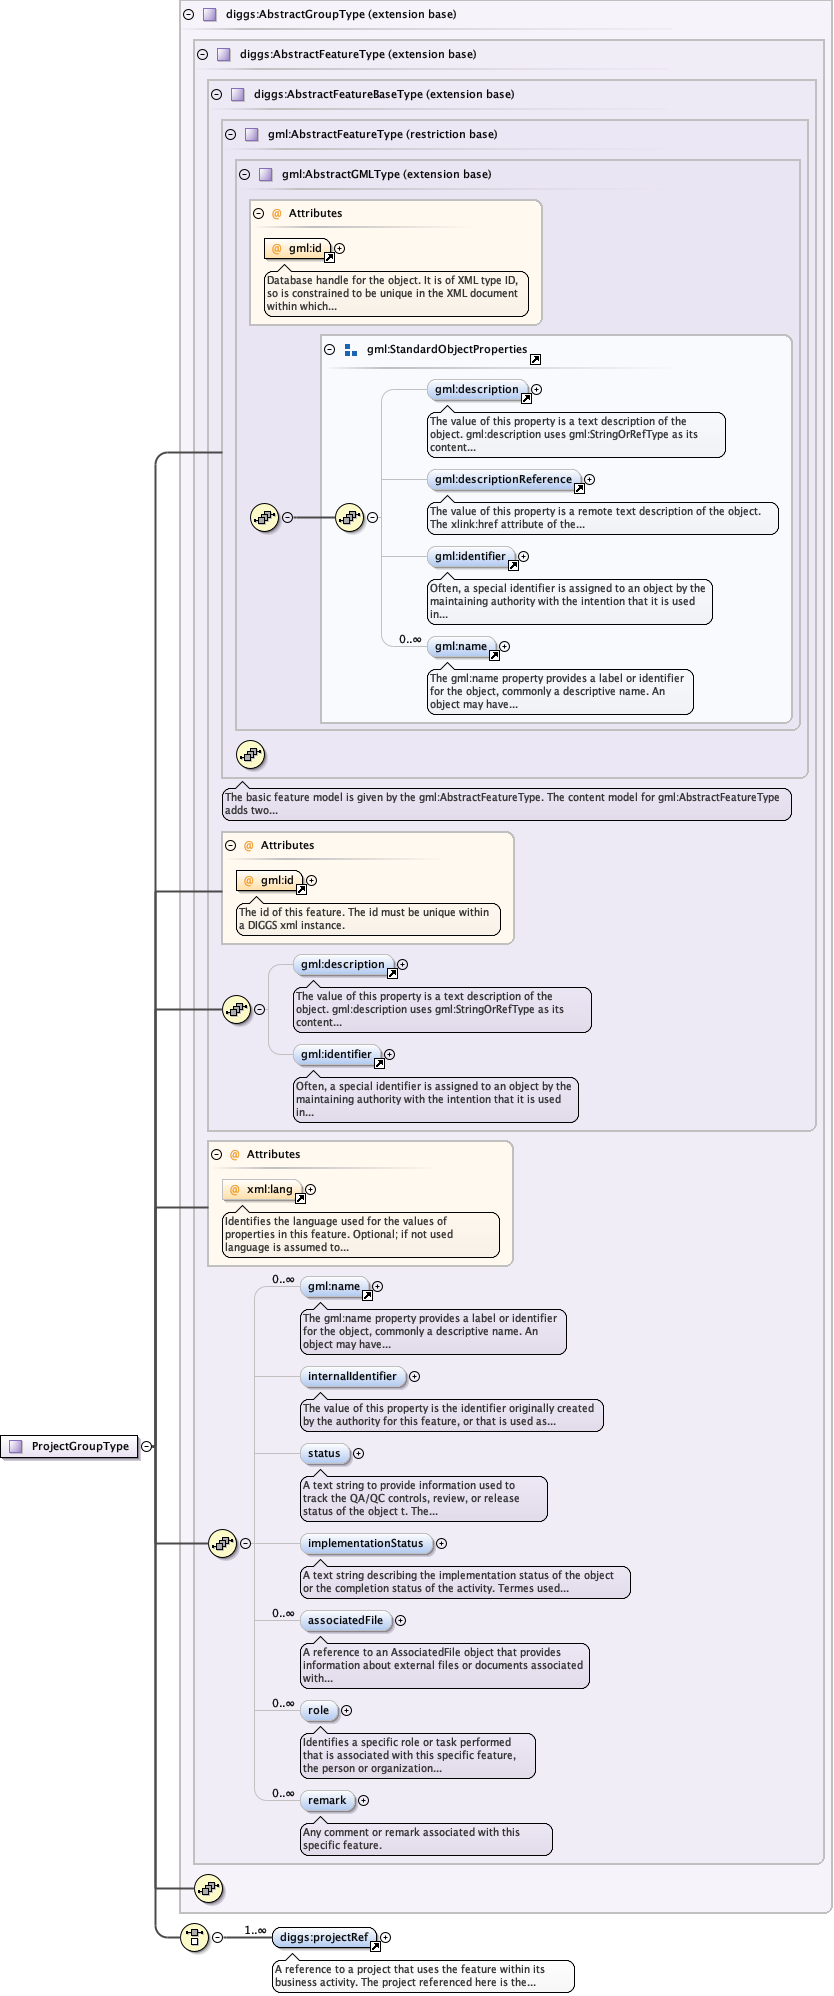 diggs:AbstractGroupType (extension base)
diggs:AbstractFeatureType (extension base)
diggs:AbstractFeatureBaseType (extension base)
gml:AbstractFeatureType (restriction base)
gml:AbstractGMLType (extension base)
@ Attributes
@ gml:id
Database handle for the object. It is of XML type ID,
so is constrained to be unique in the XML document
within which...
gml:StandardObjectProperties
gml:description
The value of this property is a text description of the
object. gml:description uses gml:StringOrRefType as its
content...
gml:descriptionReference
The value of this property is a remote text description of the object.
The xlink:href attribute of the...
gml:identifier
Often, a special identifier is assigned to an object by the
maintaining authority with the intention that it is used
in...
0..∞
gml:name
The gml:name property provides a label or identifier
for the object, commonly a descriptive name. An
object may have...
The basic feature model is given by the gml:AbstractFeatureType. The content model for gml:AbstractFeatureType
adds two...
@ Attributes
@ gml:id
The id of this feature. The id must be unique within
a DIGGS xml instance.
gml:description
The value of this property is a text description of the
object. gml:description uses gml:StringOrRefType as its
content...
gml:identifier
Often, a special identifier is assigned to an object by the
maintaining authority with the intention that it is used
in...
@ Attributes
@ xml:lang
Identifies the language used for the values of
properties in this feature. Optional; if not used
language is assumed to...
0..∞
gml:name
The gml:name property provides a label or identifier
for the object, commonly a descriptive name. An
object may have...
internalIdentifier
The value of this property is the identifier originally created
by the authority for this feature, or that is used as...
ProjectGroupType
status
A text string to provide information used to
track the QA/QC controls, review, or release
status of the object t. The...
implementationStatus
A text string describing the implementation status of the object
or the completion status of the activity. Termes used...
0..∞
associatedFile
A reference to an AssociatedFile object that provides
information about external files or documents associated
with...
0..∞
role
Identifies a specific role or task performed
that is associated with this specific feature,
the person or organization...
0..∞
remark
Any comment or remark associated with this
specific feature.
1..∞
diggs:projectRef
A reference to a project that uses the feature within its
business activity. The project referenced here is the...